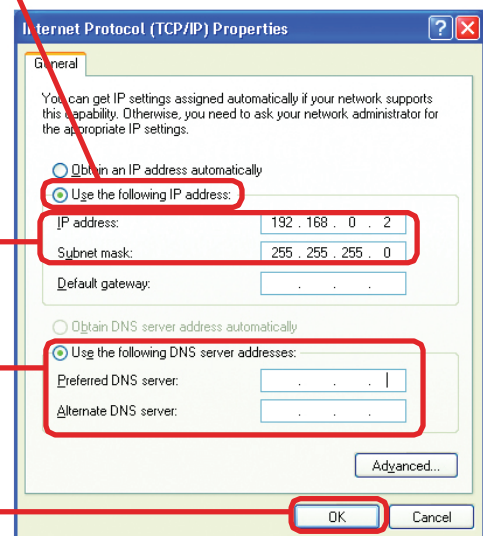 Internet Protocol (TCP/IP) Properties
General
You can get IP settings assigned automatically if your network supports
this capability. Otherwise, you need to ask your network administrator for
the appropriate IP settings.
Obtain an IP address automatically
Use the following IP address:
IP address: 192 . 168 . 0 . 2
Subnet mask: 255 . 255 . 255 . 0
Default gateway: . . .
Obtain DNS server address automatically
Use the following DNS server addresses:
Preferred DNS server: . . .
Alternate DNS server: . . .
Advanced...
OK Cancel